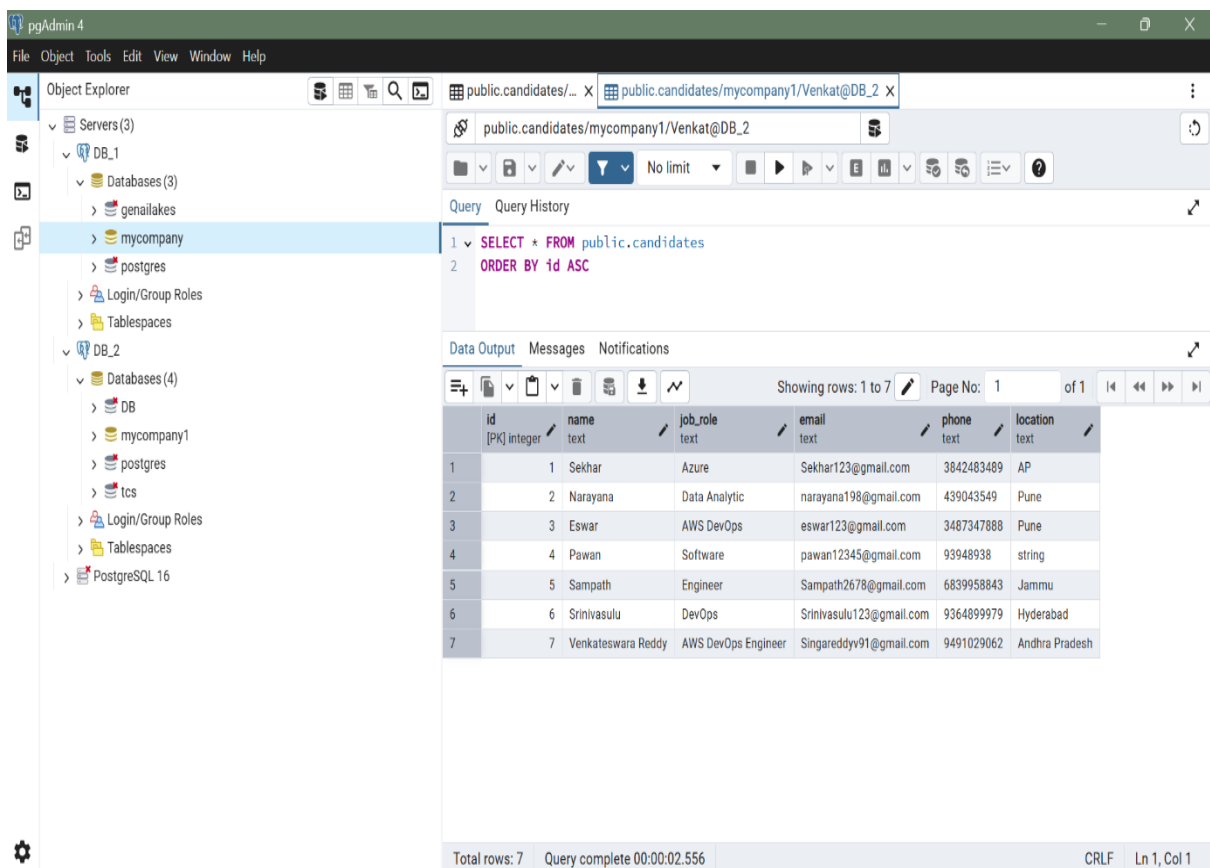 pgAdmin 4
File Object Tools Edit View Window Help
Object Explorer
Servers (3)
DB_1
Databases (3)
genailakes
mycompany
postgres
Login/Group Roles
Tablespaces
DB_2
Databases (4)
DB
mycompany1
postgres
tcs
Login/Group Roles
Tablespaces
PostgreSQL 16
public.candidates/... X public.candidates/mycompany1/Venkat@DB_2 X
public.candidates/mycompany1/Venkat@DB_2
No limit E
Query Query History
1 SELECT * FROM public.candidates
2 ORDER BY id ASC
Data Output Messages Notifications
Showing rows: 1 to 7 Page No: 1 of 1
id name job_role email phone location
[PK] integer text text text text text
1 1 Sekhar Azure Sekhar123@gmail.com 3842483489 AP
2 2 Narayana Data Analytic narayana198@gmail.com 439043549 Pune
3 3 Eswar AWS DevOps eswar123@gmail.com 3487347888 Pune
4 4 Pawan Software pawan12345@gmail.com 93948938 string
5 5 Sampath Engineer Sampath2678@gmail.com 6839958843 Jammu
6 6 Srinivasulu DevOps Srinivasulu123@gmail.com 9364899979 Hyderabad
7 7 Venkateswara Reddy AWS DevOps Engineer Singareddyv91@gmail.com 9491029062 Andhra Pradesh
Total rows: 7 Query complete 00:00:02.556 CRLF Ln 1, Col 1